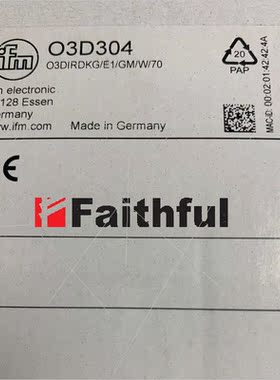 ifm
O3D304
O3DIRDKG/E1/GM/W/70
m electronic
128 Essen
ermany
w.ifm.com
Made in Germany
20
PAP
MAC-ID: 00:02:01:42:42:4A
CE
Faithful